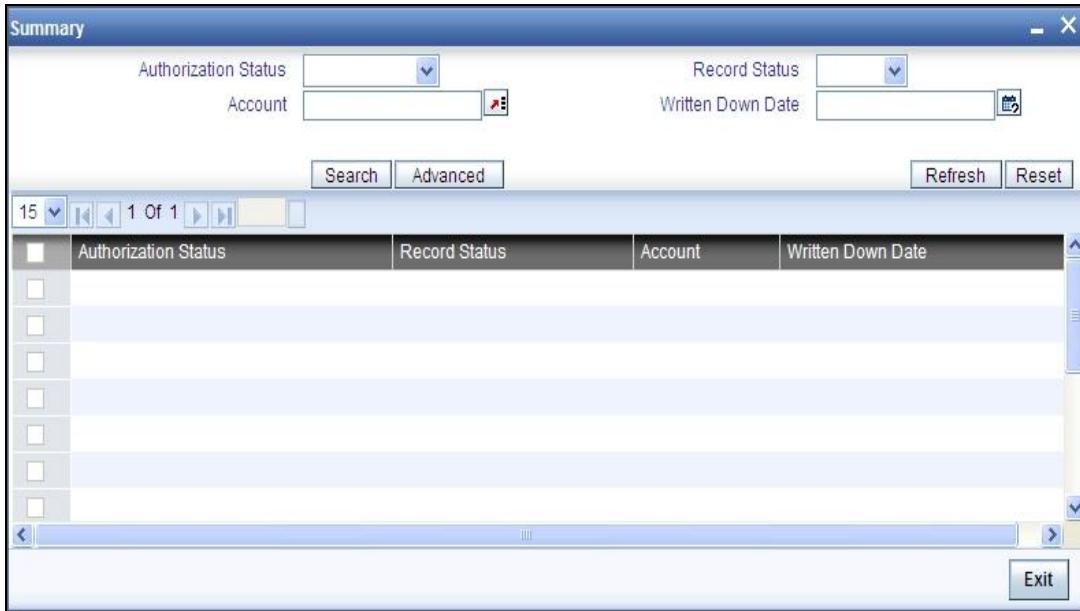 Summary
Authorization Status Record Status
Account Written Down Date
Search Advanced Refresh Reset
15 1 Of 1
Authorization Status Record Status Account Written Down Date
Exit